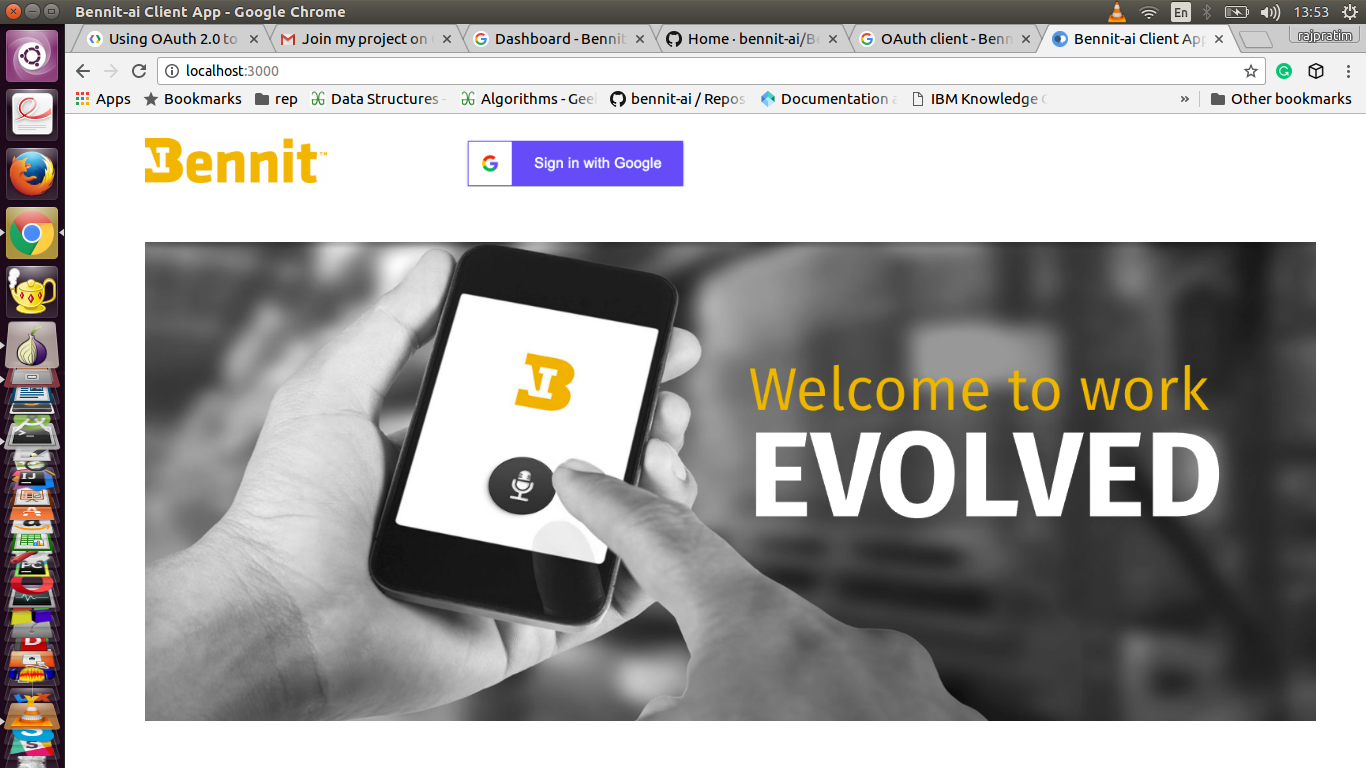 Bennit-ai Client App - Google Chrome
En
13:53
Using OAuth 2.0 to
Join my project on
Dashboard - Bennit
Home · bennit-ai/Be
OAuth client - Benn
Bennit-ai Client App
rajpratim
localhost:3000
Apps
Bookmarks
rep
Data Structures -
Algorithms - Geek
bennit-ai / Repos
Documentation a
IBM Knowledge C
»
Other bookmarks
Bennit™
Sign in with Google
Welcome to work
EVOLVED